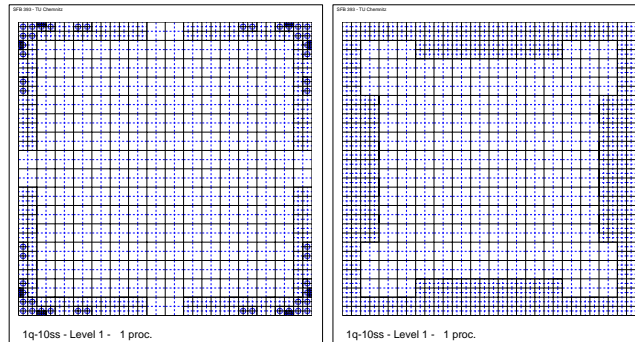 SFB 393 - TU Chemnitz
SFB 393 - TU Chemnitz
1q-10ss - Level 1 - 1 proc.
1q-10ss - Level 1 - 1 proc.